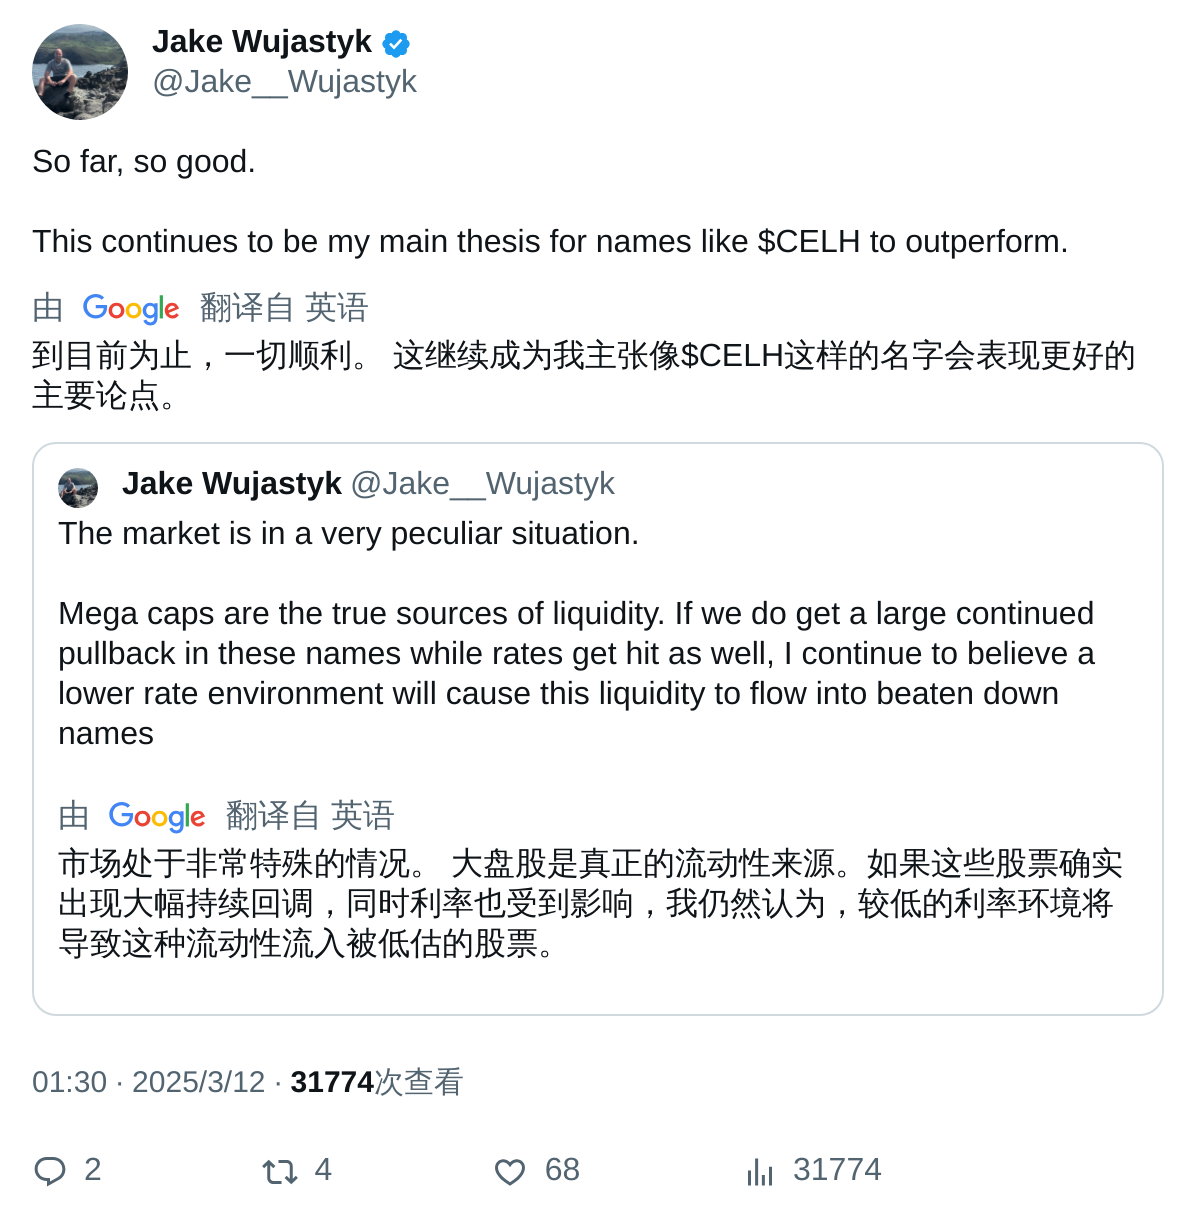 Jake Wujastyk
@Jake__Wujastyk
So far, so good.
This continues to be my main thesis for names like $CELH to outperform.
由 Google 翻译自 英语
到目前为止，一切顺利。 这继续成为我主张像$CELH这样的名字会表现更好的
主要论点。
Jake Wujastyk @Jake__Wujastyk
The market is in a very peculiar situation.
Mega caps are the true sources of liquidity. If we do get a large continued
pullback in these names while rates get hit as well, I continue to believe a
lower rate environment will cause this liquidity to flow into beaten down
names
由 Google 翻译自 英语
市场处于非常特殊的情况。 大盘股是真正的流动性来源。如果这些股票确实
出现大幅持续回调，同时利率也受到影响，我仍然认为，较低的利率环境将
导致这种流动性流入被低估的股票。
01:30 · 2025/3/12 · 31774次查看
2 4 68 31774